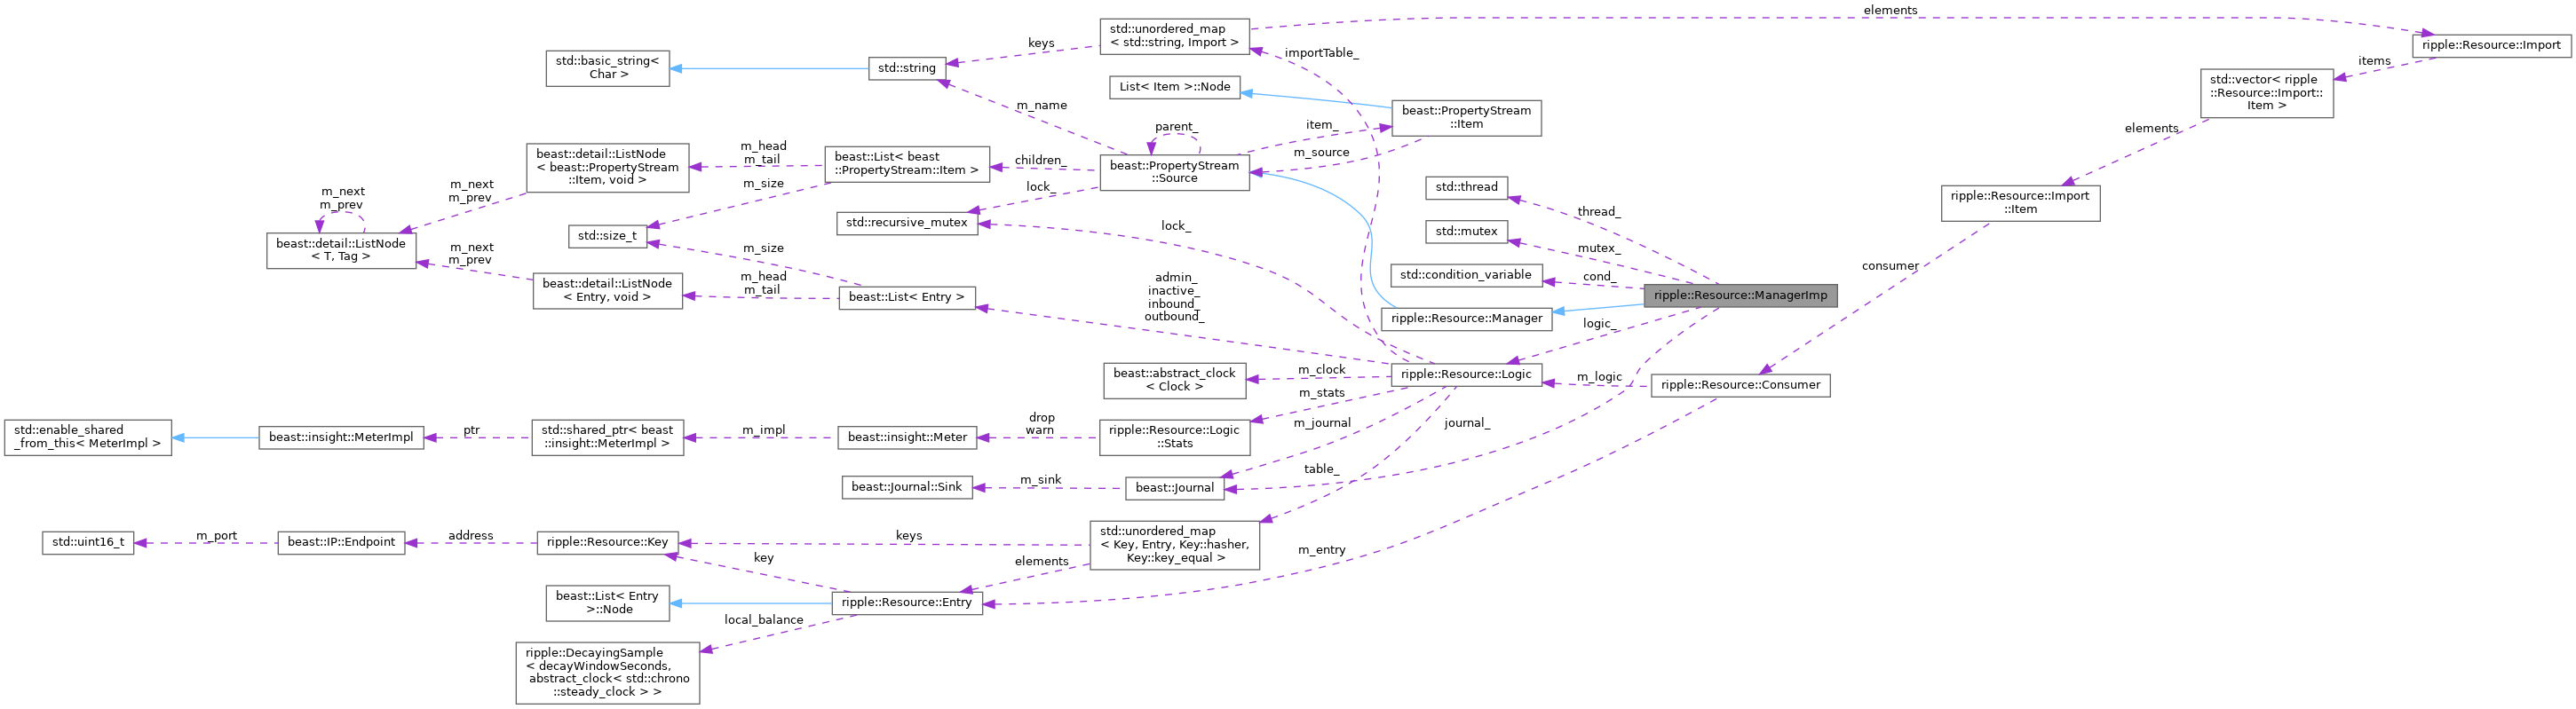 elements
std::unordered_map
< std::string, Import >
ripple::Resource::Import
keys
importTable_
std::basic_string<
Char >
std::string
items
List< Item >::Node
std::vector< ripple
::Resource::Import::
Item >
m_name
beast::PropertyStream
::Item
parent_
item_
elements
beast::detail::ListNode
< beast::PropertyStream
::Item, void >
m_head
m_tail
beast::List< beast
::PropertyStream::Item >
children_
beast::PropertyStream
::Source
m_source
m_next
m_prev
m_next
m_prev
m_size
lock_
std::thread
ripple::Resource::Import
::Item
thread_
std::recursive_mutex
lock_
std::size_t
std::mutex
mutex_
beast::detail::ListNode
< T, Tag >
m_next
m_prev
m_size
consumer
beast::detail::ListNode
< Entry, void >
m_head
m_tail
beast::List< Entry >
admin_
inactive_
inbound_
outbound_
std::condition_variable
cond_
ripple::Resource::ManagerImp
ripple::Resource::Manager
logic_
beast::abstract_clock
< Clock >
m_clock
ripple::Resource::Logic
m_logic
ripple::Resource::Consumer
m_stats
std::enable_shared
_from_this< MeterImpl >
beast::insight::MeterImpl
ptr
std::shared_ptr< beast
::insight::MeterImpl >
m_impl
beast::insight::Meter
drop
warn
ripple::Resource::Logic
::Stats
m_journal
journal_
table_
beast::Journal::Sink
m_sink
beast::Journal
std::uint16_t
m_port
beast::IP::Endpoint
address
ripple::Resource::Key
keys
std::unordered_map
< Key, Entry, Key::hasher,
Key::key_equal >
m_entry
key
elements
beast::List< Entry
>::Node
ripple::Resource::Entry
local_balance
ripple::DecayingSample
< decayWindowSeconds,
abstract_clock< std::chrono
::steady_clock > >